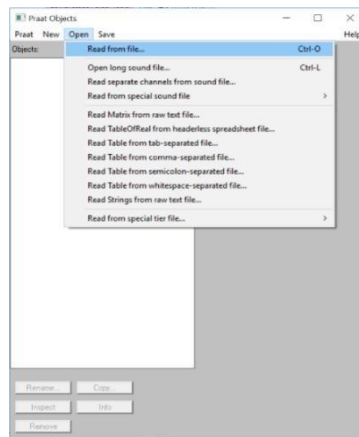 Praat Objects
Praat New Open Save Help
Objects:
Read from file... Ctrl-O
Open long sound file... Ctrl-L
Read separate channels from sound file...
Read from special sound file >
Read Matrix from raw text file...
Read TableOfReal from headerless spreadsheet file...
Read Table from tab-separated file...
Read Table from comma-separated file...
Read Table from semicolon-separated file...
Read Table from whitespace-separated file...
Read Strings from raw text file...
Read from special tier file... >
Rename... Copy...
Inspect Info
Remove